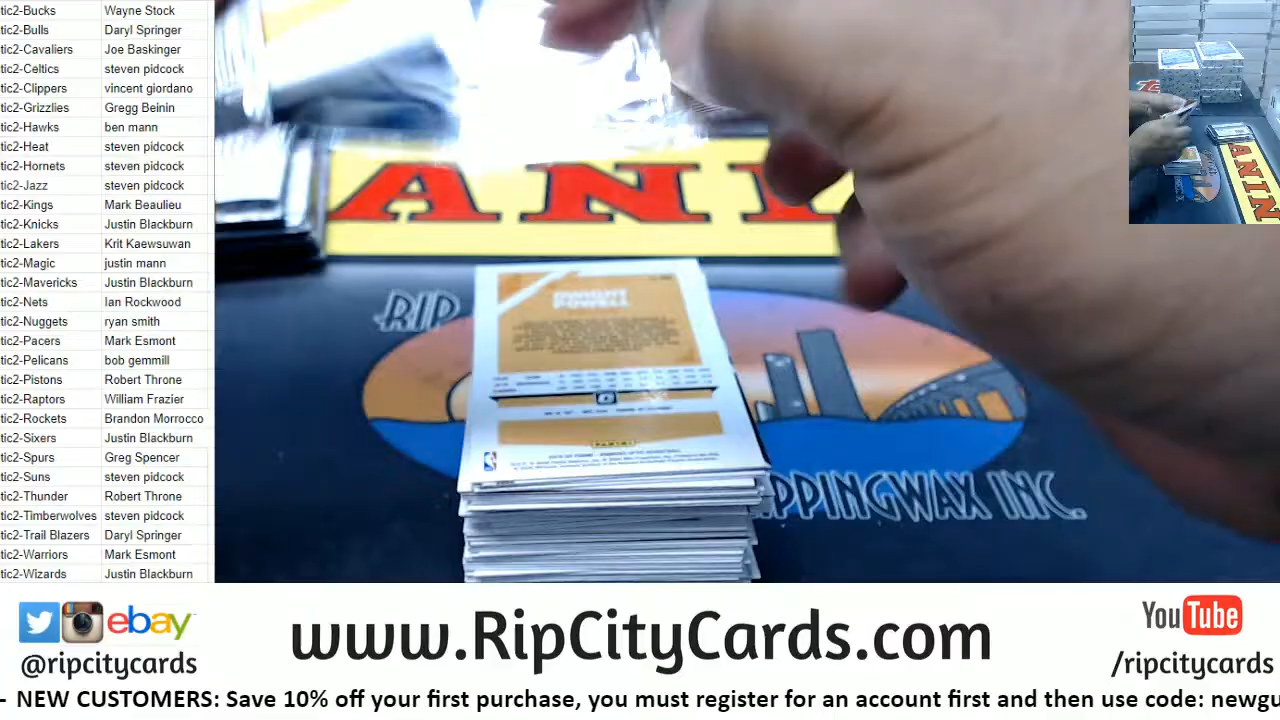 tic2-Bucks Wayne Stock
tic2-Bulls Daryl Springer
tic2-Cavaliers Joe Baskinger
tic2-Celtics steven pidcock
tic2-Clippers vincent giordano
tic2-Grizzlies Gregg Beinin
tic2-Hawks ben mann
tic2-Heat steven pidcock
tic2-Hornets steven pidcock
tic2-Jazz steven pidcock
tic2-Kings Mark Beaulieu
tic2-Knicks Justin Blackburn
tic2-Lakers Krit Kaewsuwan
tic2-Magic justin mann
tic2-Mavericks Justin Blackburn
tic2-Nets Ian Rockwood
tic2-Nuggets ryan smith
tic2-Pacers Mark Esmont
tic2-Pelicans bob gemmill
tic2-Pistons Robert Throne
tic2-Raptors William Frazier
tic2-Rockets Brandon Morrocco
tic2-Sixers Justin Blackburn
tic2-Spurs Greg Spencer
tic2-Suns steven pidcock
tic2-Thunder Robert Throne
tic2-Timberwolves steven pidcock
tic2-Trail Blazers Daryl Springer
tic2-Warriors Mark Esmont
tic2-Wizards Justin Blackburn
ANI
RIP
DWIGHT
POWELL
PANINI
PPINGWAX INC.
ANIN
ebay
@ripcitycards
www.RipCityCards.com
YouTube
/ripcitycards
- NEW CUSTOMERS: Save 10% off your first purchase, you must register for an account first and then use code: newgu